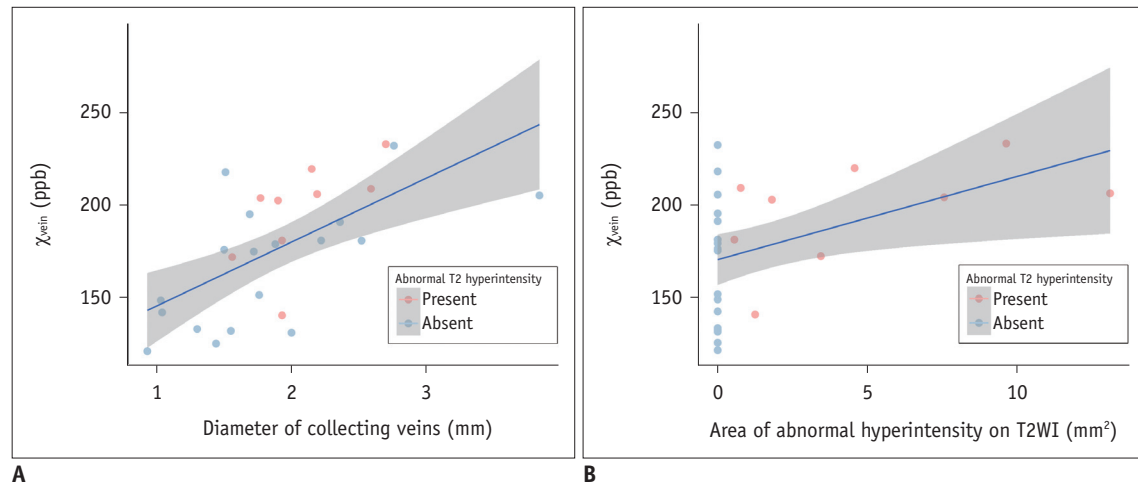 250
200
150
χvein (ppb)
Abnormal T2 hyperintensity
Present
Absent
1
2
3
Diameter of collecting veins (mm)
A
250
200
150
χvein (ppb)
Abnormal T2 hyperintensity
Present
Absent
0
5
10
Area of abnormal hyperintensity on T2WI (mm²)
B